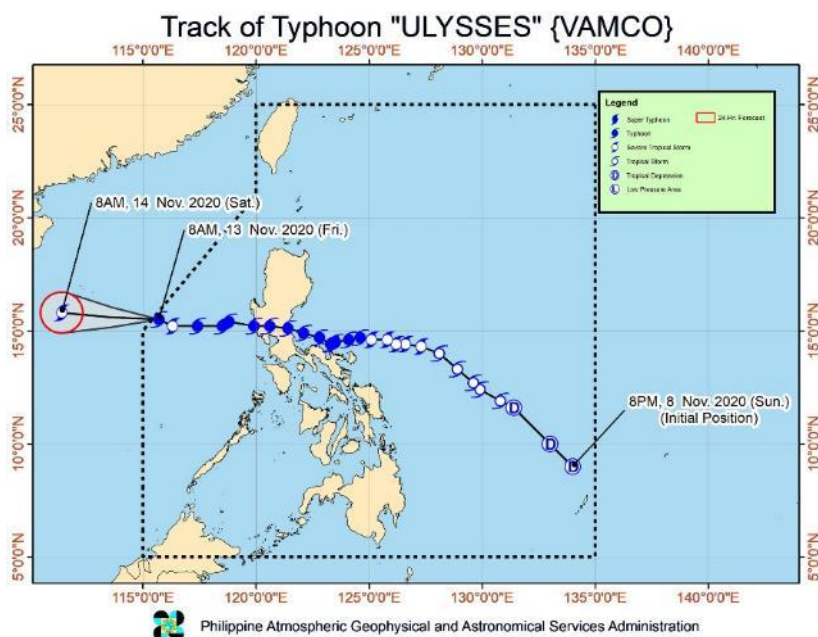 Track of Typhoon "ULYSSES" {VAMCO}
115°0'0"E 120°0'0"E 125°0'0"E 130°0'0"E 135°0'0"E 140°0'0"E
25°0'0"N 25°0'0"N
Legend
Super Typhoon 24-Hr. Forecast
Typhoon
Severe Tropical Storm
Tropical Storm
D Tropical Depression
L Low Pressure Area
8AM, 14 Nov. 2020 (Sat.)
20°0'0"N 20°0'0"N
8AM, 13 Nov. 2020 (Fri.)
15°0'0"N 15°0'0"N
8PM, 8 Nov. 2020 (Sun.)
(Initial Position)
D
D
D
10°0'0"N 10°0'0"N
5°0'0"N 5°0'0"N
115°0'0"E 120°0'0"E 125°0'0"E 130°0'0"E 135°0'0"E 140°0'0"E
Philippine Atmospheric Geophysical and Astronomical Services Administration